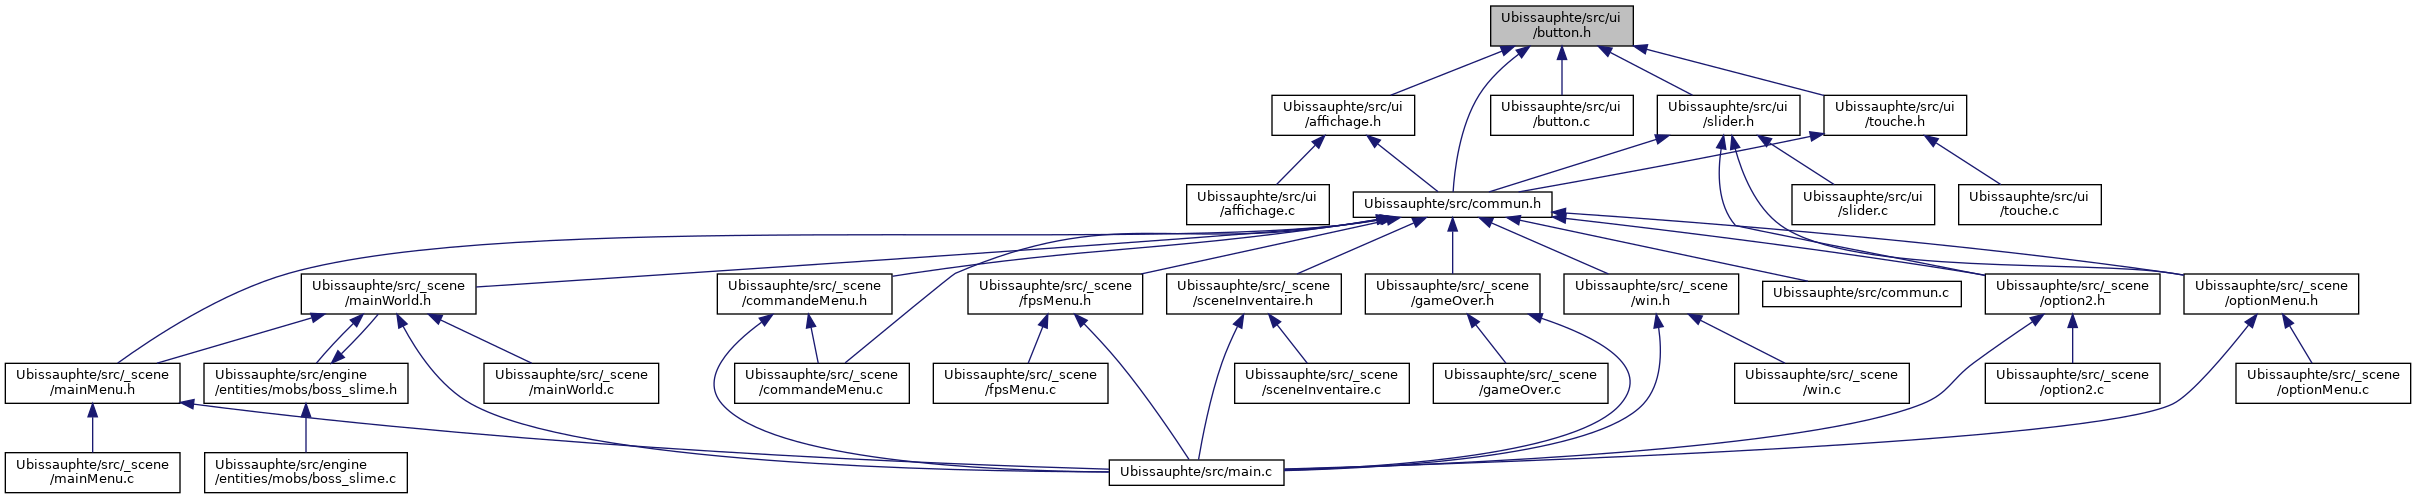 Ubissauphte/src/ui
/button.h
Ubissauphte/src/ui
/affichage.h
Ubissauphte/src/ui
/button.c
Ubissauphte/src/ui
/slider.h
Ubissauphte/src/ui
/touche.h
Ubissauphte/src/ui
/affichage.c
Ubissauphte/src/commun.h
Ubissauphte/src/ui
/slider.c
Ubissauphte/src/ui
/touche.c
Ubissauphte/src/_scene
/mainWorld.h
Ubissauphte/src/_scene
/commandeMenu.h
Ubissauphte/src/_scene
/fpsMenu.h
Ubissauphte/src/_scene
/sceneInventaire.h
Ubissauphte/src/_scene
/gameOver.h
Ubissauphte/src/_scene
/win.h
Ubissauphte/src/commun.c
Ubissauphte/src/_scene
/option2.h
Ubissauphte/src/_scene
/optionMenu.h
Ubissauphte/src/_scene
/mainMenu.h
Ubissauphte/src/engine
/entities/mobs/boss_slime.h
Ubissauphte/src/_scene
/mainWorld.c
Ubissauphte/src/_scene
/commandeMenu.c
Ubissauphte/src/_scene
/fpsMenu.c
Ubissauphte/src/_scene
/sceneInventaire.c
Ubissauphte/src/_scene
/gameOver.c
Ubissauphte/src/_scene
/win.c
Ubissauphte/src/_scene
/option2.c
Ubissauphte/src/_scene
/optionMenu.c
Ubissauphte/src/_scene
/mainMenu.c
Ubissauphte/src/engine
/entities/mobs/boss_slime.c
Ubissauphte/src/main.c